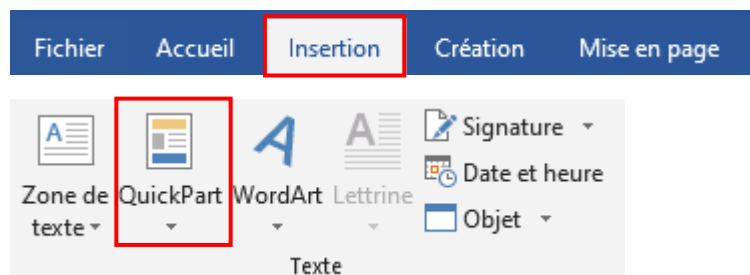 Fichier Accueil Insertion Création Mise en page
Zone de texte QuickPart WordArt Lettrine
Signature
Date et heure
Objet
Texte